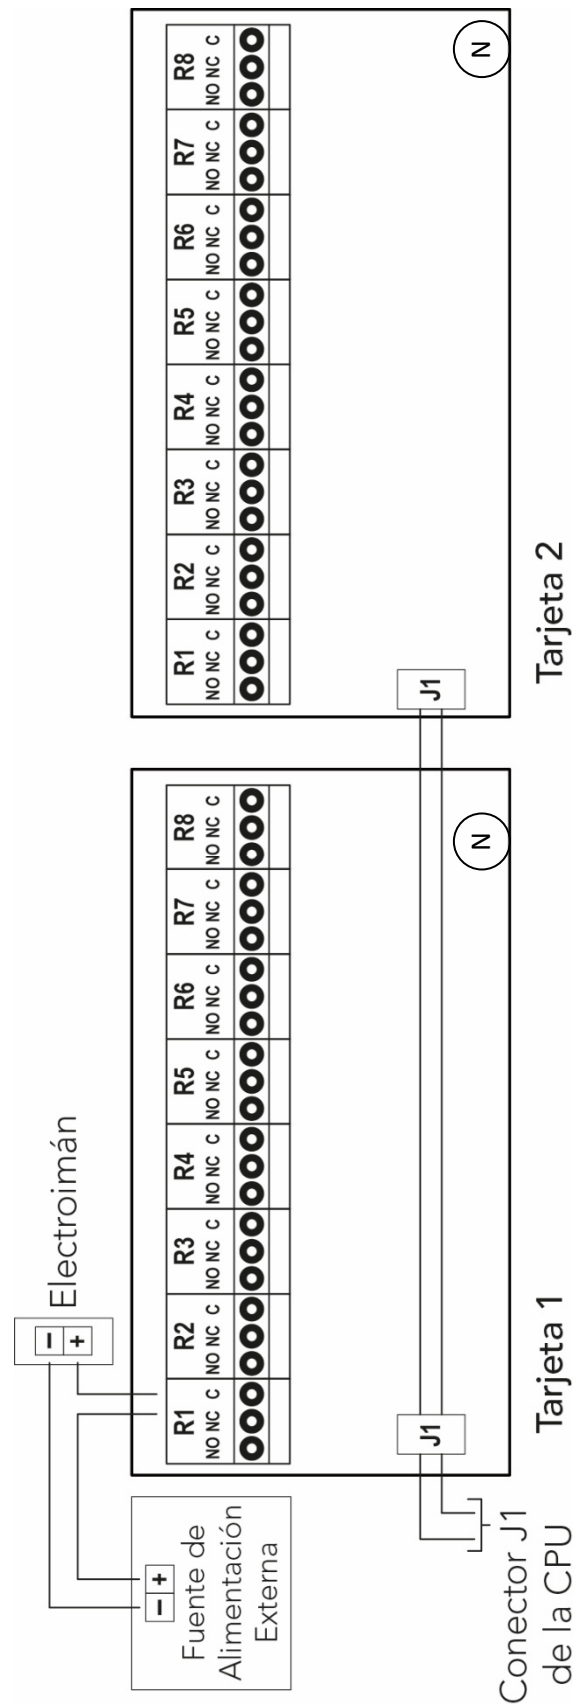 −
+
Electroimán
− +
Fuente de
Alimentación
Externa
R1 R2 R3 R4 R5 R6 R7 R8
NO NC C NO NC C NO NC C NO NC C NO NC C NO NC C NO NC C NO NC C
J1
N
Conector J1
de la CPU
Tarjeta 1
R1 R2 R3 R4 R5 R6 R7 R8
NO NC C NO NC C NO NC C NO NC C NO NC C NO NC C NO NC C NO NC C
J1
N
Tarjeta 2